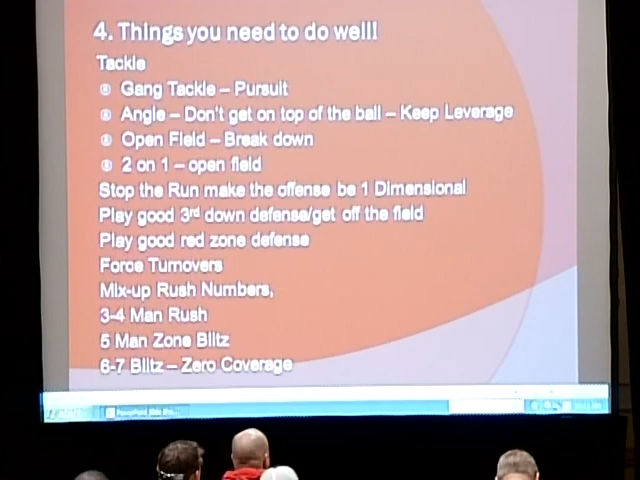 4. Things you need to do well!
Tackle
Gang Tackle – Pursuit
Angle – Don't get on top of the ball – Keep Leverage
Open Field – Break down
2 on 1 – open field
Stop the Run make the offense be 1 Dimensional
Play good 3rd down defense/get off the field
Play good red zone defense
Force Turnovers
Mix-up Rush Numbers,
3-4 Man Rush
5 Man Zone Blitz
6-7 Blitz – Zero Coverage